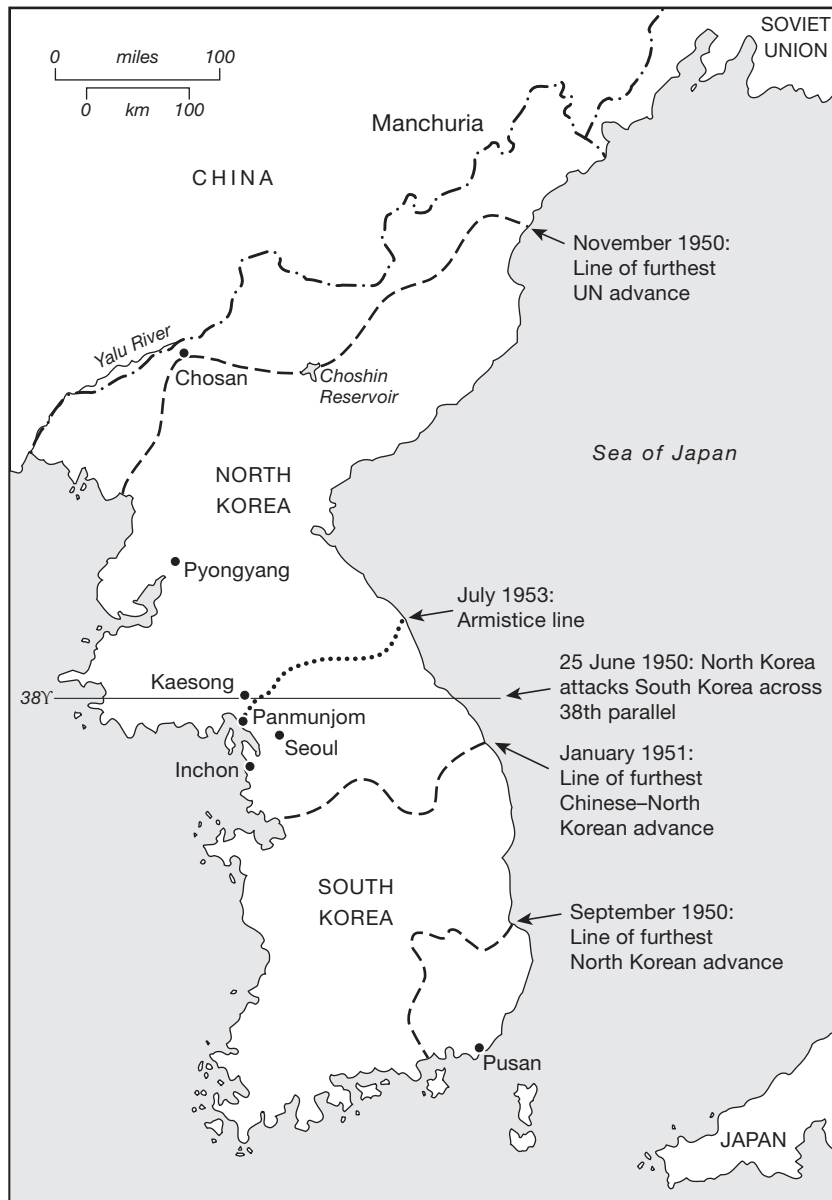 SOVIET
UNION
0 miles 100
0 km 100
Manchuria
CHINA
November 1950:
Line of furthest
UN advance
Yalu River
Chosan
Choshin
Reservoir
Sea of Japan
NORTH
KOREA
Pyongyang
July 1953:
Armistice line
25 June 1950: North Korea
attacks South Korea across
38th parallel
Kaesong
38ϒ
Panmunjom
Seoul
Inchon
January 1951:
Line of furthest
Chinese–North
Korean advance
SOUTH
KOREA
September 1950:
Line of furthest
North Korean advance
Pusan
JAPAN